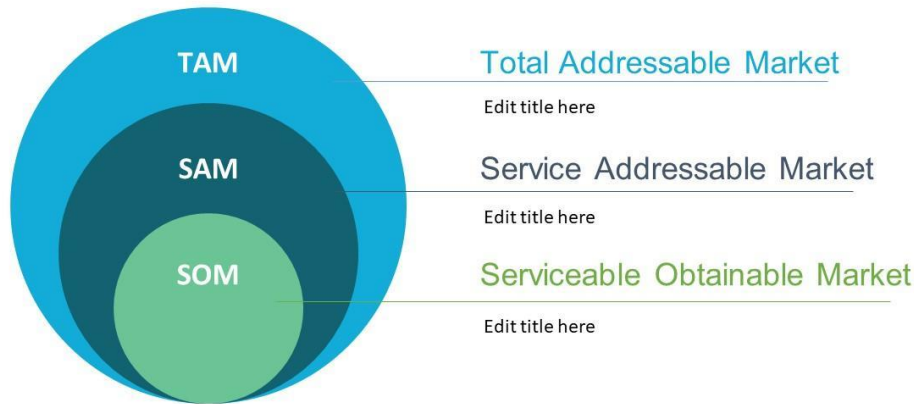 TAM
Total Addressable Market
Edit title here
SAM
Service Addressable Market
Edit title here
SOM
Serviceable Obtainable Market
Edit title here